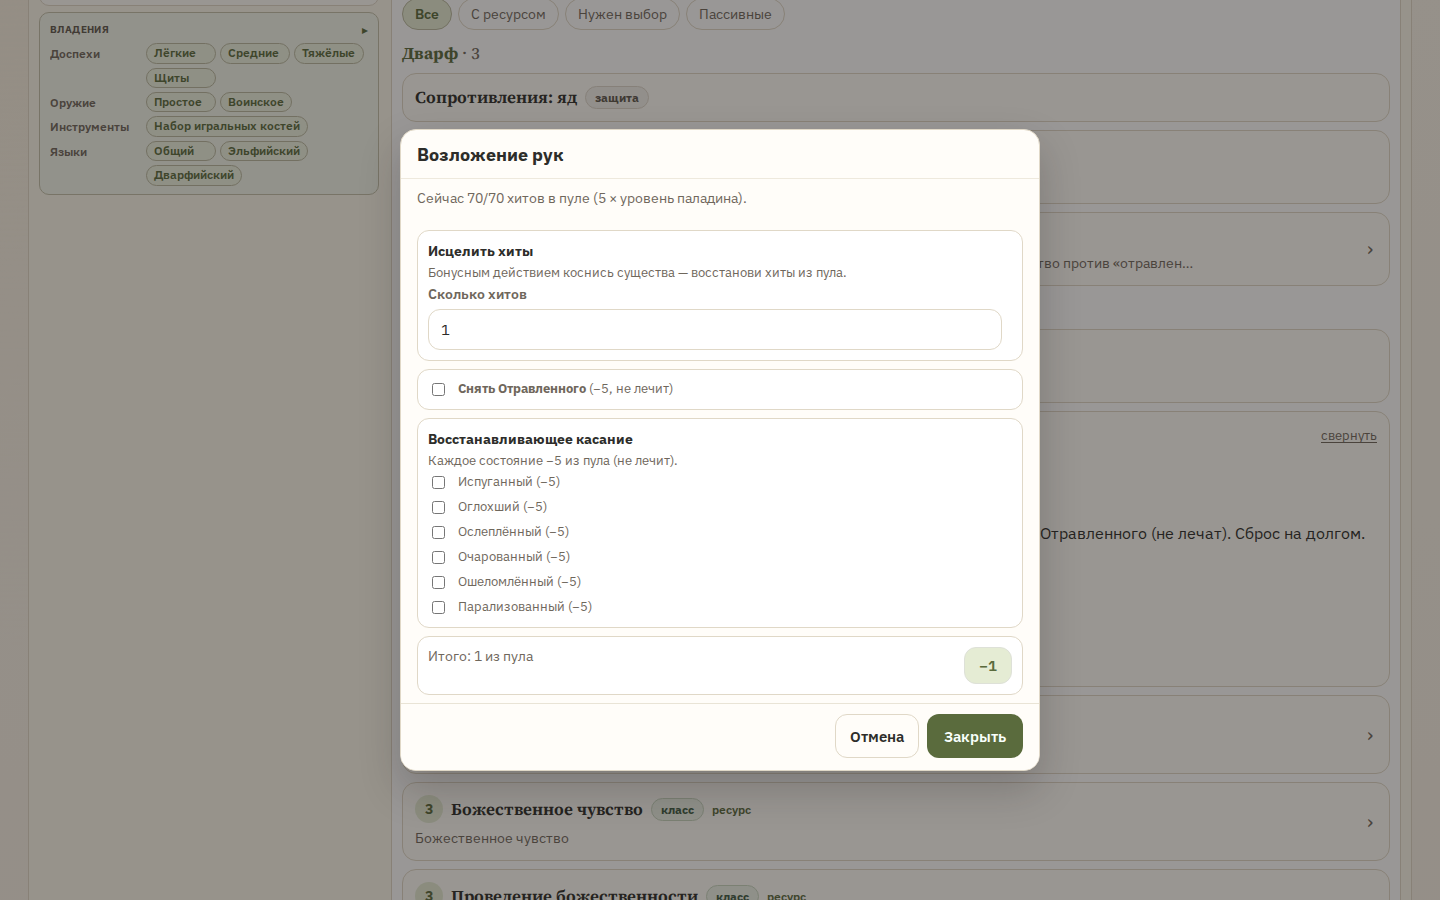 ВЛАДЕНИЯ
Доспехи Лёгкие Средние Тяжёлые
Щиты
Оружие Простое Воинское
Инструменты Набор игральных костей
Языки Общий Эльфийский
Дварфийский
Все С ресурсом Нужен выбор Пассивные
Дварф · 3
Сопротивления: яд защита
Возложение рук
Сейчас 70/70 хитов в пуле (5 × уровень паладина).
Исцелить хиты
Бонусным действием коснись существа — восстанови хиты из пула.
Сколько хитов
1
Снять Отравленного (−5, не лечит)
Восстанавливающее касание
Каждое состояние −5 из пула (не лечит).
Испуганный (−5)
Оглохший (−5)
Ослеплённый (−5)
Очарованный (−5)
Ошеломлённый (−5)
Парализованный (−5)
Итого: 1 из пула
−1
Отмена Закрыть
тво против «отравлен...
свернуть
Отравленного (не лечат). Сброс на долгом.
3 Божественное чувство класс ресурс
Божественное чувство
3 Проведение божественности класс ресурс